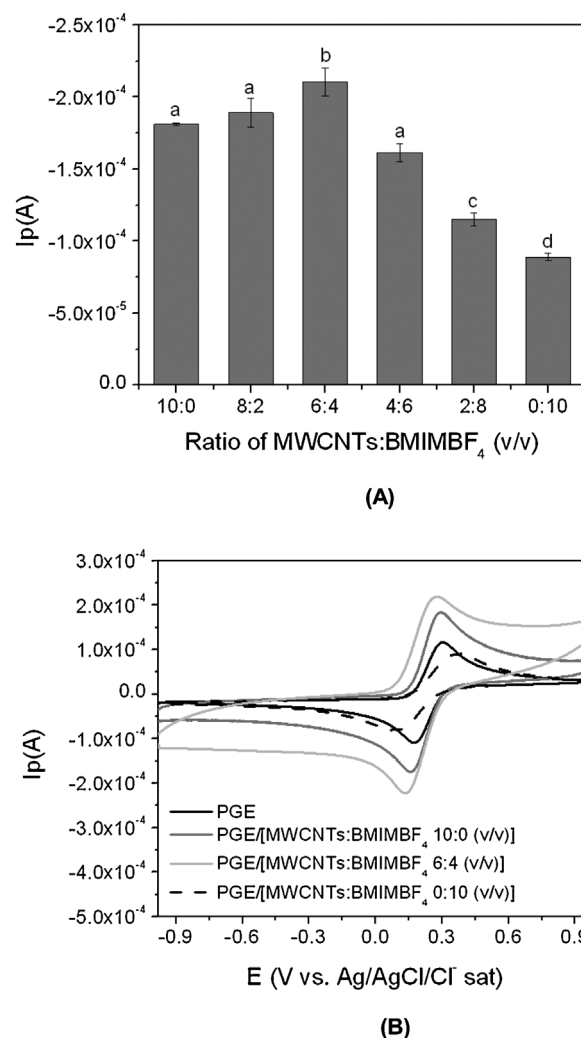 -2.5x10⁻⁴
-2.0x10⁻⁴
-1.5x10⁻⁴
-1.0x10⁻⁴
-5.0x10⁻⁵
0.0
Ip(A)
a a b a c d
10:0 8:2 6:4 4:6 2:8 0:10
Ratio of MWCNTs:BMIMBF₄ (v/v)
(A)
3.0x10⁻⁴
2.0x10⁻⁴
1.0x10⁻⁴
0.0
-1.0x10⁻⁴
-2.0x10⁻⁴
-3.0x10⁻⁴
-4.0x10⁻⁴
-5.0x10⁻⁴
Ip(A)
PGE
PGE/[MWCNTs:BMIMBF₄ 10:0 (v/v)]
PGE/[MWCNTs:BMIMBF₄ 6:4 (v/v)]
PGE/[MWCNTs:BMIMBF₄ 0:10 (v/v)]
-0.9 -0.6 -0.3 0.0 0.3 0.6 0.9
E (V vs. Ag/AgCl/Cl⁻ sat)
(B)